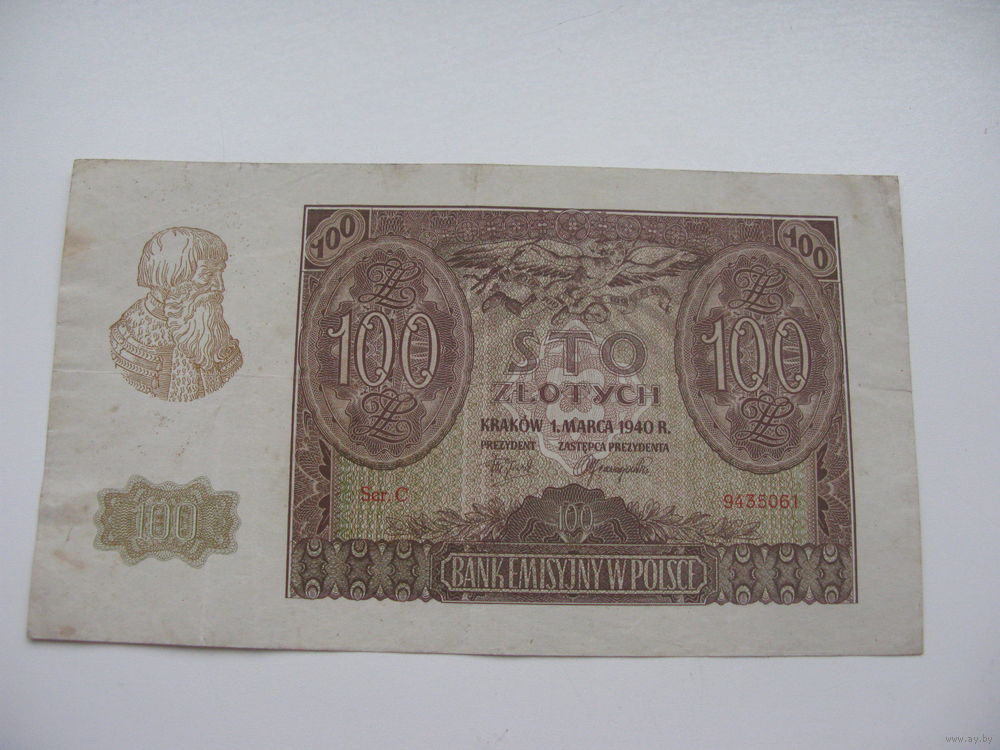 100
100
100
100
STO
ZŁOTYCH
KRAKÓW 1. MARCA 1940 R.
PREZYDENT ZASTĘPCA PREZYDENTA
Ser. C
9435061
100
100
BANK EMISYJNY W POLSCE
www.ay.by